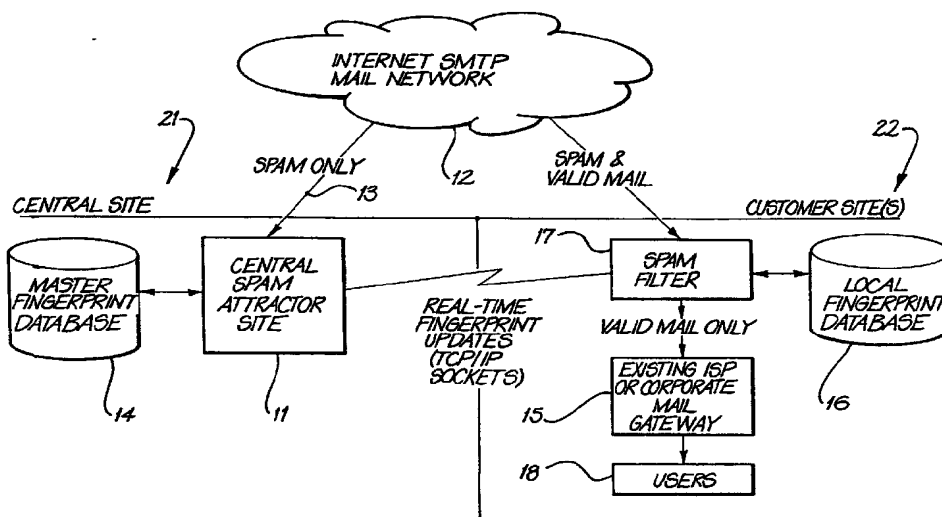 INTERNET SMTP
MAIL NETWORK
21
22
SPAM ONLY
13
12
SPAM &
VALID MAIL
CENTRAL SITE
CUSTOMER SITE(S)
17
MASTER
FINGERPRINT
DATABASE
CENTRAL
SPAM
ATTRACTOR
SITE
SPAM
FILTER
LOCAL
FINGERPRINT
DATABASE
REAL-TIME
FINGERPRINT
UPDATES
(TCP/IP
SOCKETS)
VALID MAIL ONLY
14
11
15
EXISTING ISP
OR CORPORATE
MAIL
GATEWAY
16
18
USERS